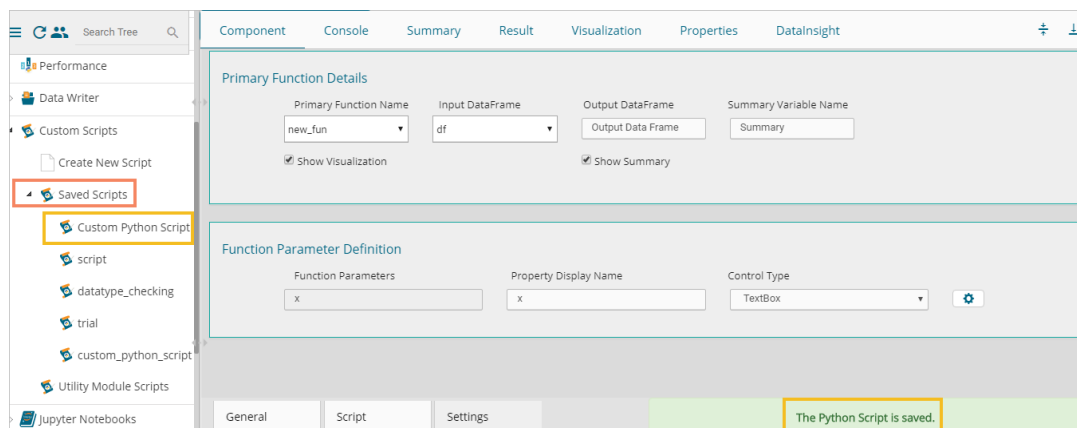 Search Tree
Performance
Data Writer
Custom Scripts
Create New Script
Saved Scripts
Custom Python Script
script
datatype_checking
trial
custom_python_script
Utility Module Scripts
Jupyter Notebooks
Component Console Summary Result Visualization Properties DataInsight
Primary Function Details
Primary Function Name Input DataFrame Output DataFrame Summary Variable Name
new_fun df Output Data Frame Summary
Show Visualization Show Summary
Function Parameter Definition
Function Parameters Property Display Name Control Type
x x TextBox
General Script Settings The Python Script is saved.